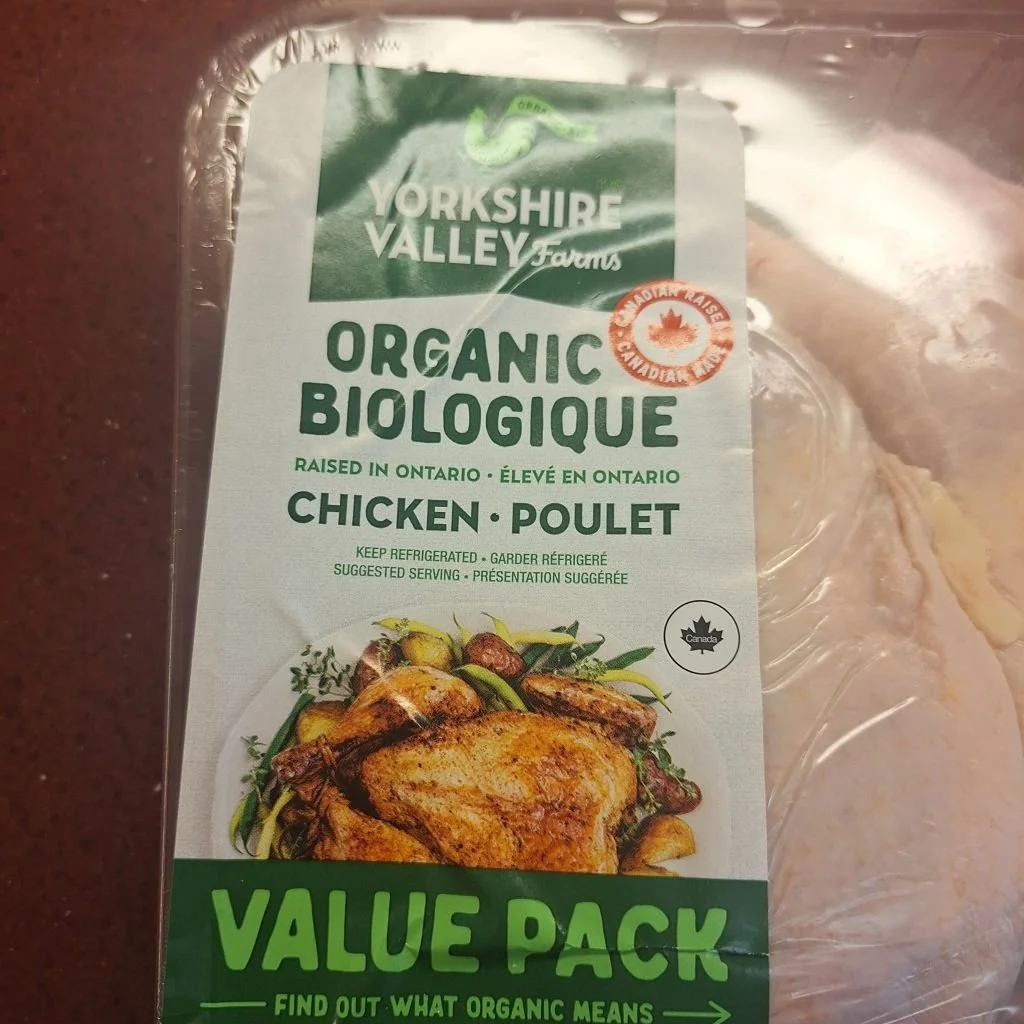 YORKSHIRE
VALLEY Farms
CANADIAN RAISED
CANADIAN MADE
ORGANIC
BIOLOGIQUE
RAISED IN ONTARIO • ÉLEVÉ EN ONTARIO
CHICKEN • POULET
KEEP REFRIGERATED • GARDER RÉFRIGERÉ
SUGGESTED SERVING • PRÉSENTATION SUGGÉRÉE
Canada
VALUE PACK
FIND OUT WHAT ORGANIC MEANS